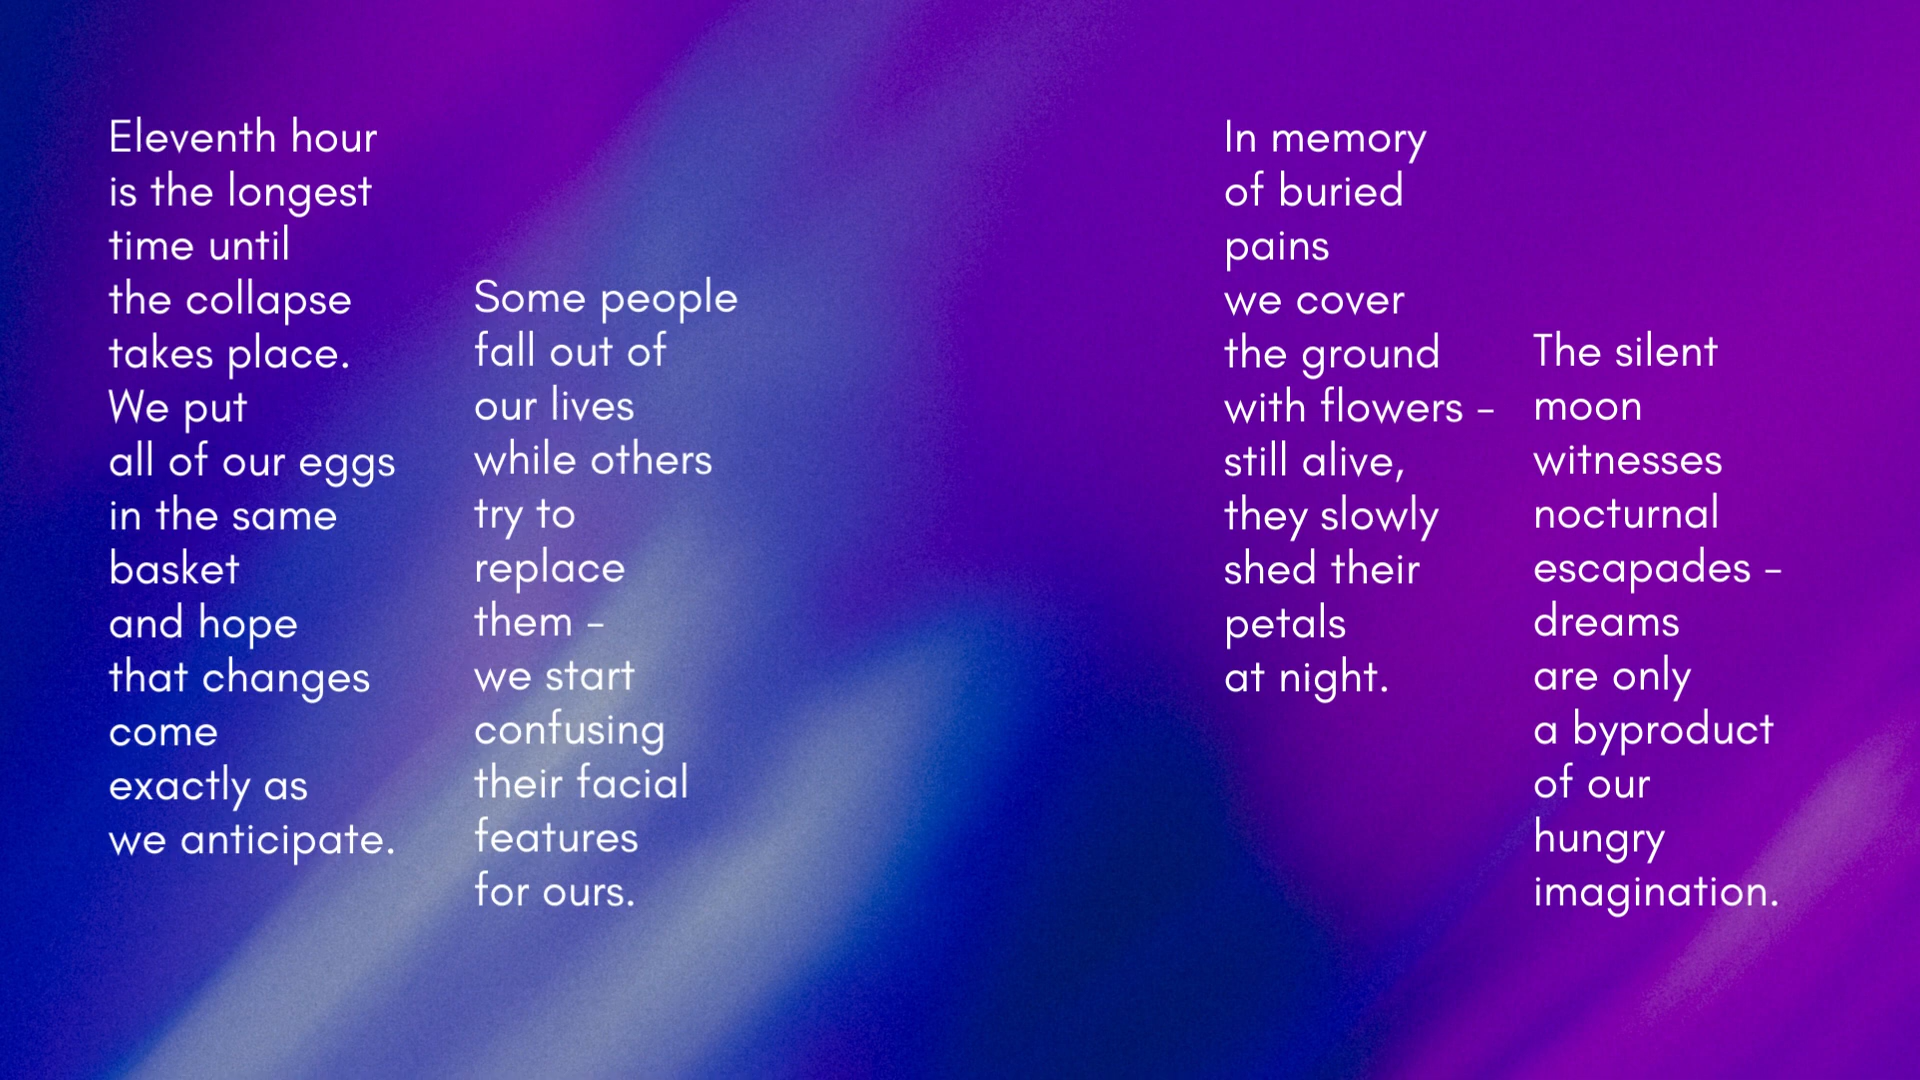 Eleventh hour
is the longest
time until
the collapse
takes place.
We put
all of our eggs
in the same
basket
and hope
that changes
come
exactly as
we anticipate.
Some people
fall out of
our lives
while others
try to
replace
them –
we start
confusing
their facial
features
for ours.
In memory
of buried
pains
we cover
the ground
with flowers –
still alive,
they slowly
shed their
petals
at night.
The silent
moon
witnesses
nocturnal
escapades –
dreams
are only
a byproduct
of our
hungry
imagination.